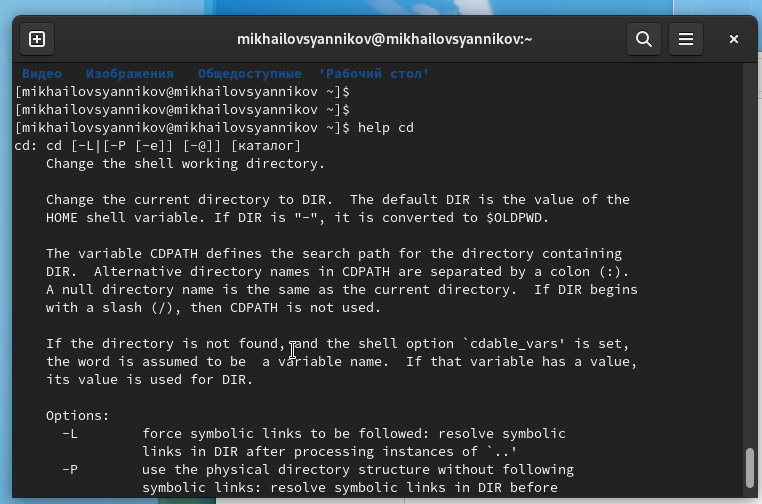 mikhailovsyannikov@mikhailovsyannikov:~
Видео Изображения Общедоступные 'Рабочий стол'
[mikhailovsyannikov@mikhailovsyannikov ~]$
[mikhailovsyannikov@mikhailovsyannikov ~]$
[mikhailovsyannikov@mikhailovsyannikov ~]$ help cd
cd: cd [-L|[-P [-e]] [-@]] [каталог]
Change the shell working directory.
Change the current directory to DIR.  The default DIR is the value of the
HOME shell variable. If DIR is "-", it is converted to $OLDPWD.
The variable CDPATH defines the search path for the directory containing
DIR.  Alternative directory names in CDPATH are separated by a colon (:).
A null directory name is the same as the current directory.  If DIR begins
with a slash (/), then CDPATH is not used.
If the directory is not found, and the shell option `cdable_vars' is set,
the word is assumed to be  a variable name.  If that variable has a value,
its value is used for DIR.
Options:
-L        force symbolic links to be followed: resolve symbolic
links in DIR after processing instances of `..'
-P        use the physical directory structure without following
symbolic links: resolve symbolic links in DIR before